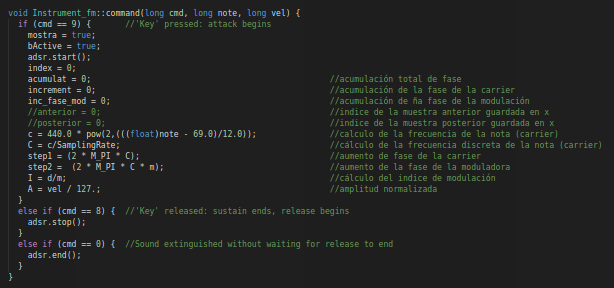 void Instrument_fm::command(long cmd, long note, long vel) {
if (cmd == 9) { //'Key' pressed: attack begins
mostra = true;
bActive = true;
adsr.start();
index = 0;
acumulat = 0; //acumulación total de fase
increment = 0; //acumulación de la fase de la carrier
inc_fase_mod = 0; //acumulación de ña fase de la modulación
//anterior = 0; //indice de la muestra anterior guardada en x
//posterior = 0; //indice de la muestra posterior guardada en x
c = 440.0 * pow(2,(((float)note - 69.0)/12.0)); //calculo de la frecuencia de la nota (carrier)
C = c/SamplingRate; //cálculo de la frecuencia discreta de la nota (carrier)
step1 = (2 * M_PI * C); //aumento de fase de la carrier
step2 = (2 * M_PI * C * m); //aumento de la fase de la moduladora
I = d/m; //cálculo del indice de modulación
A = vel / 127.; //amplitud normalizada
}
else if (cmd == 8) { //'Key' released: sustain ends, release begins
adsr.stop();
}
else if (cmd == 0) { //Sound extinguished without waiting for release to end
adsr.end();
}
}